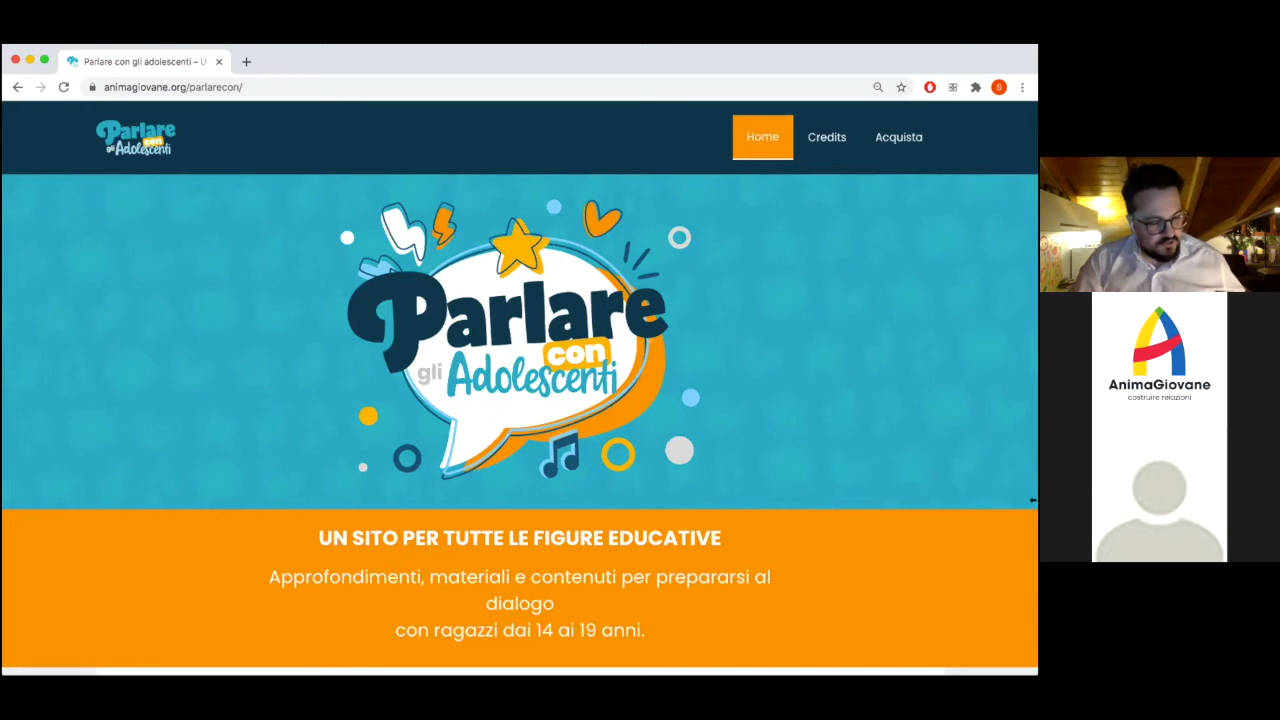 Parlare con gli adolescenti – U
animagiovane.org/parlarecon/
S
Parlare
con
gli Adolescenti
Home
Credits
Acquista
Parlare
con
gli Adolescenti
UN SITO PER TUTTE LE FIGURE EDUCATIVE
Approfondimenti, materiali e contenuti per prepararsi al
dialogo
con ragazzi dai 14 ai 19 anni.
AnimaGiovane
costruire relazioni